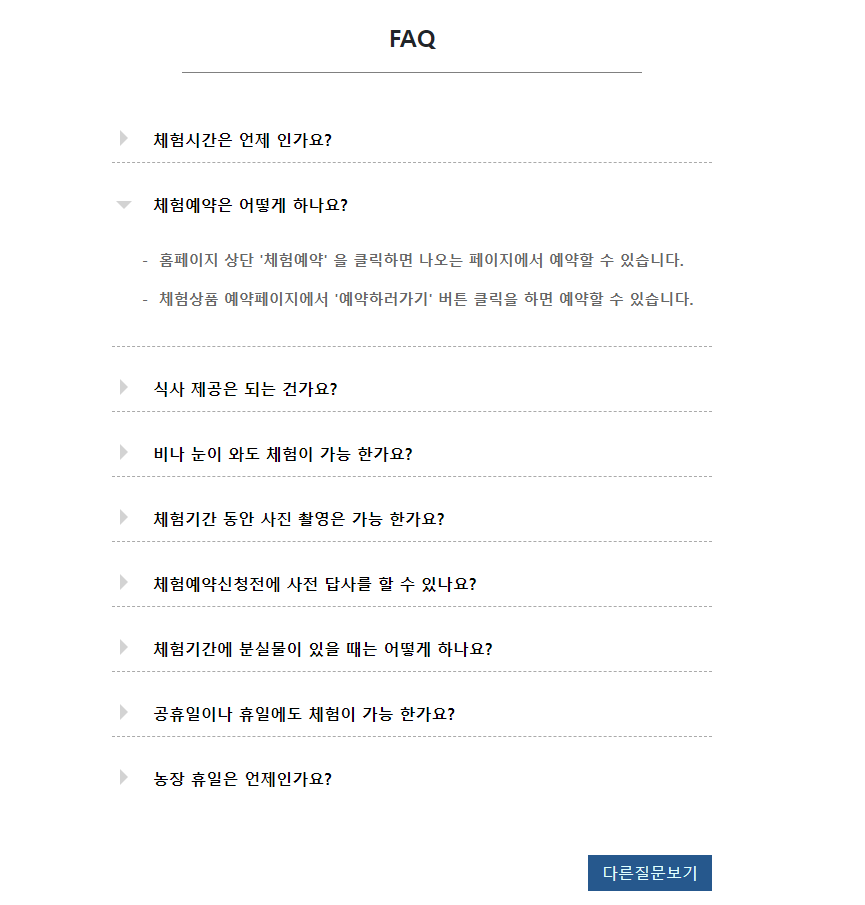 FAQ
체험시간은 언제 인가요?
체험예약은 어떻게 하나요?
- 홈페이지 상단 '체험예약' 을 클릭하면 나오는 페이지에서 예약할 수 있습니다.
- 체험상품 예약페이지에서 '예약하러가기' 버튼 클릭을 하면 예약할 수 있습니다.
식사 제공은 되는 건가요?
비나 눈이 와도 체험이 가능 한가요?
체험기간 동안 사진 촬영은 가능 한가요?
체험예약신청전에 사전 답사를 할 수 있나요?
체험기간에 분실물이 있을 때는 어떻게 하나요?
공휴일이나 휴일에도 체험이 가능 한가요?
농장 휴일은 언제인가요?
다른질문보기